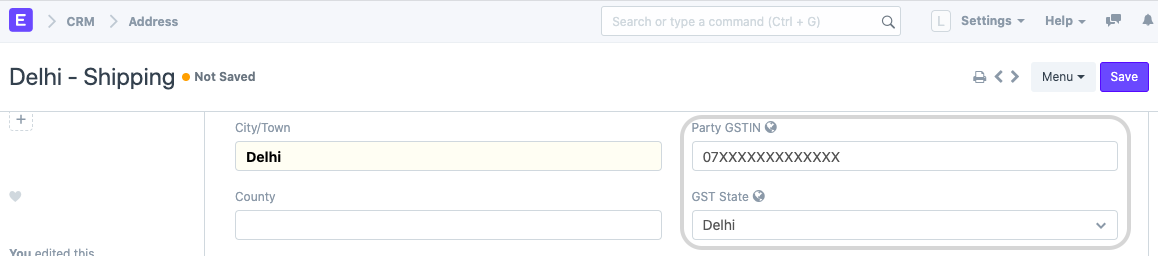 E CRM Address Search or type a command (Ctrl + G) L Settings Help
Delhi - Shipping Not Saved Menu Save
City/Town Party GSTIN
Delhi 07XXXXXXXXXXXXX
County GST State
Delhi
You edited this